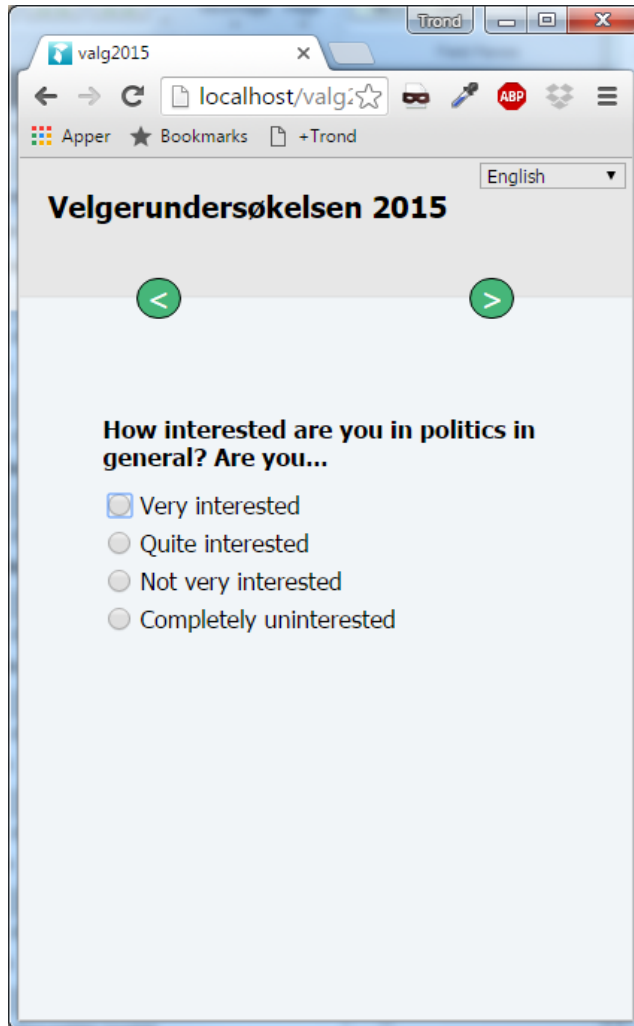 Trond
valg2015
localhost/valg
ABP
Apper
Bookmarks
+Trond
English
Velgerundersøkelsen 2015
<
>
How interested are you in politics in
general? Are you...
Very interested
Quite interested
Not very interested
Completely uninterested